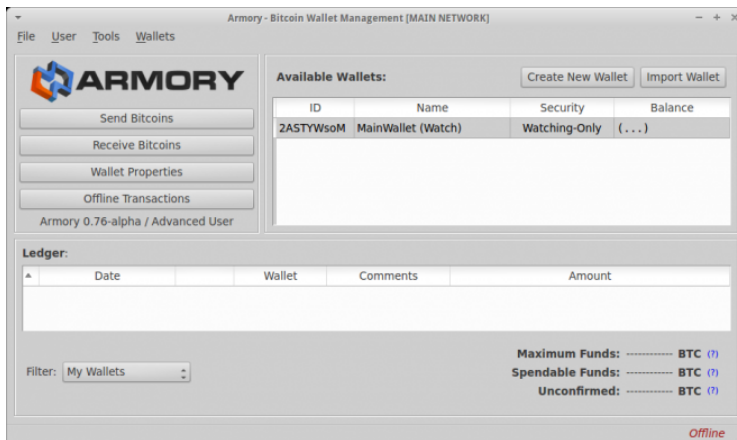 Armory - Bitcoin Wallet Management [MAIN NETWORK]
File User Tools Wallets
ARMORY
Send Bitcoins
Receive Bitcoins
Wallet Properties
Offline Transactions
Armory 0.76-alpha / Advanced User
Available Wallets:
Create New Wallet
Import Wallet
ID Name Security Balance
2ASTYWsoM MainWallet (Watch) Watching-Only (...)
Ledger:
Date Wallet Comments Amount
Filter: My Wallets
Maximum Funds: ------------ BTC (?)
Spendable Funds: ------------ BTC (?)
Unconfirmed: ------------ BTC (?)
Offline